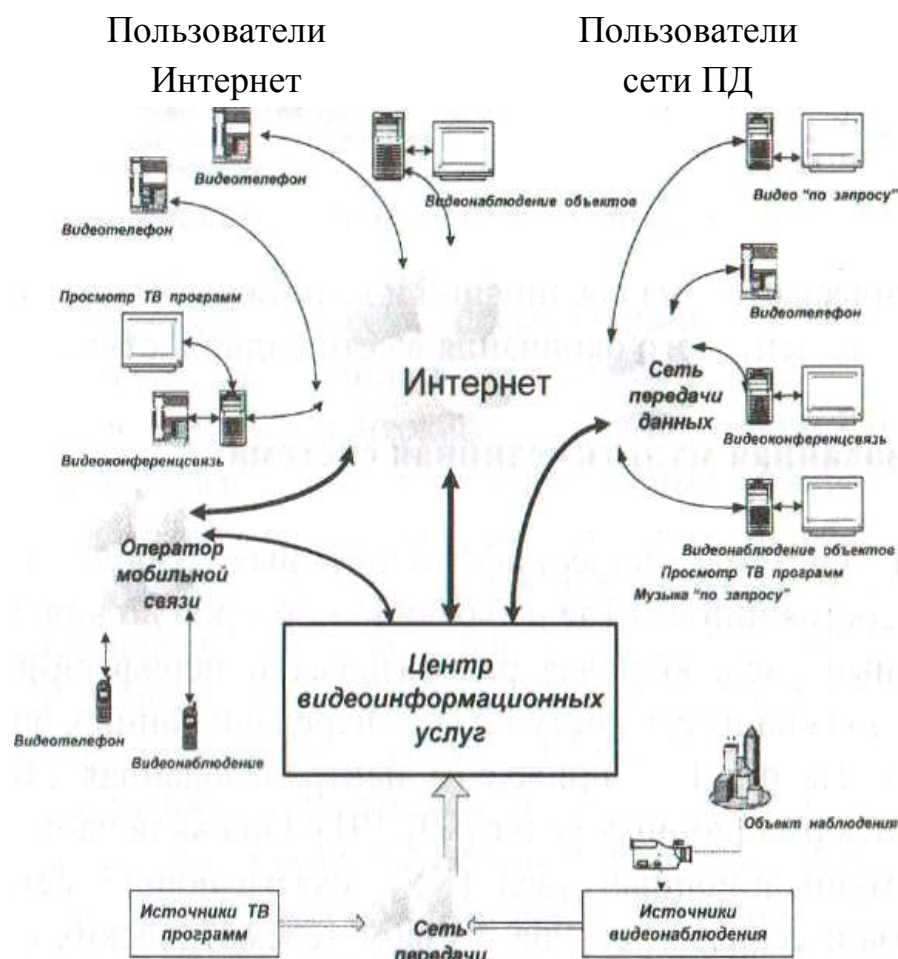 Пользователи
Интернет
Пользователи
сети ПД
Видеотелефон
Видеонаблюдение объектов
Видео "по запросу"
Видеотелефон
Просмотр ТВ программ
Видеотелефон
Интернет
Сеть
передачи
данных
Видеоконференцсвязь
Видеоконференцсвязь
Видеонаблюдение объектов
Просмотр ТВ программ
Музыка "по запросу"
Оператор
мобильной
связи
Центр
видеоинформационных
услуг
Видеотелефон
Видеонаблюдение
Объект наблюдения
Источники ТВ
программ
Сеть
передачи
Источники
видеонаблюдения